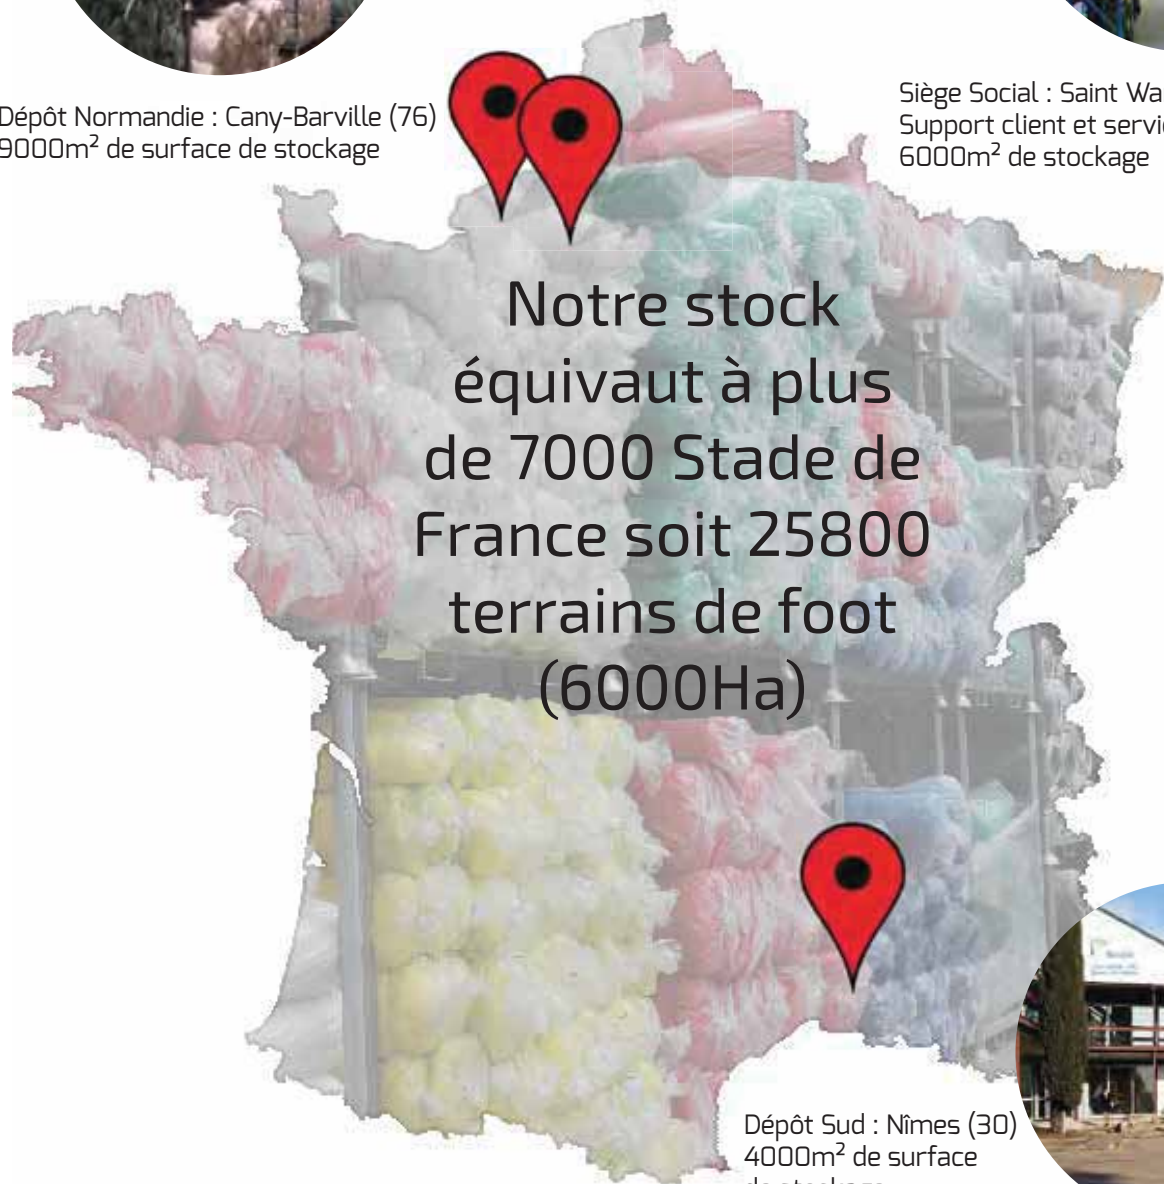 Dépôt Normandie : Cany-Barville (76)
9000m² de surface de stockage
Siège Social : Saint
Support client et
6000m² de stockage
Notre stock
équivaut à plus
de 7000 Stade de
France soit 25800
terrains de foot
(6000Ha)
Dépôt Sud : Nîmes (30)
4000m² de surface
de stockage